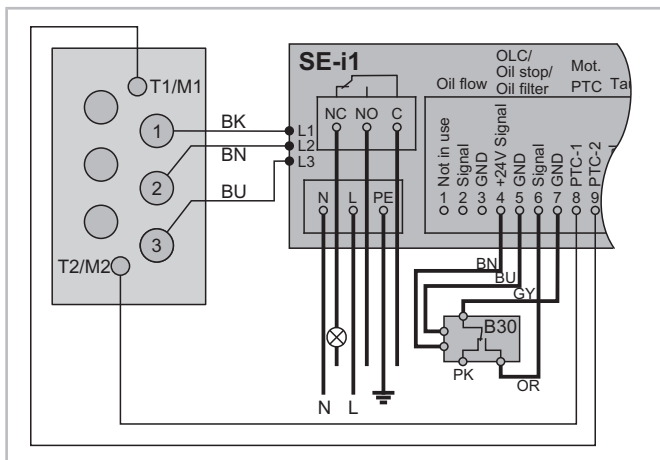 SE-i1
OLC/
Oil stop/
Oil flow Oil filter
Mot.
PTC
T1/M1
1
2
3
T2/M2
BK
BN
BU
L1
L2
L3
NC NO C
N L PE
Not in use
Signal
GND
+24V Signal
GND
Signal
GND
PTC-1
PTC-2
1 2 3 4 5 6 7 8 9
BN
BU
GY
B30
PK
OR
N L